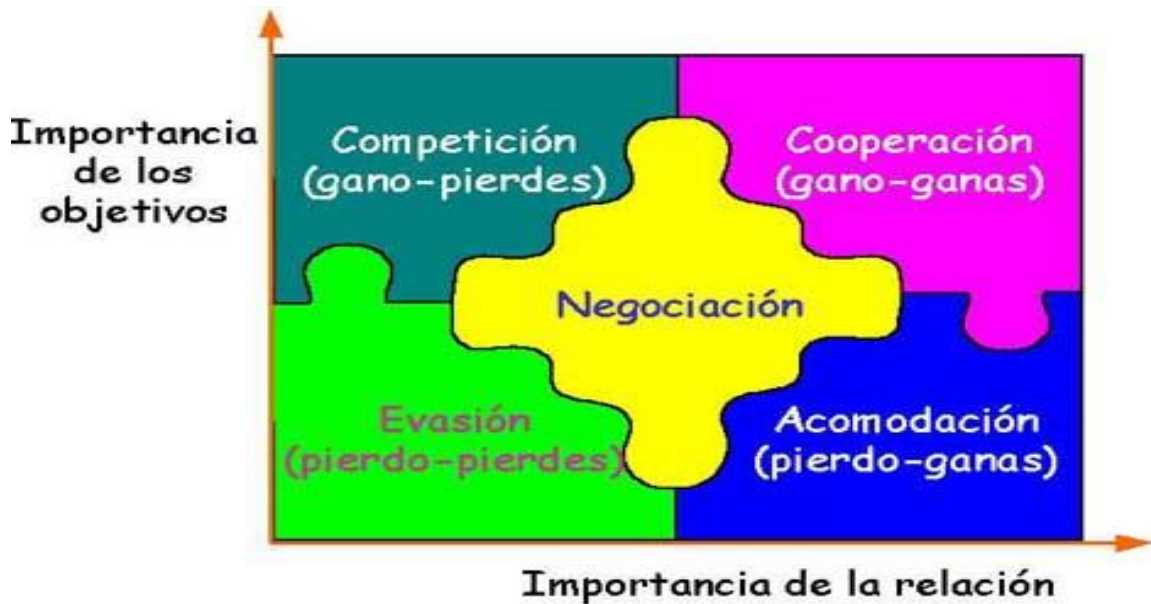 Importancia
de los
objetivos
Competición
(gano-pierdes)
Cooperación
(gano-ganas)
Negociación
Evasión
(pierdo-pierdes)
Acomodación
(pierdo-ganas)
Importancia de la relación